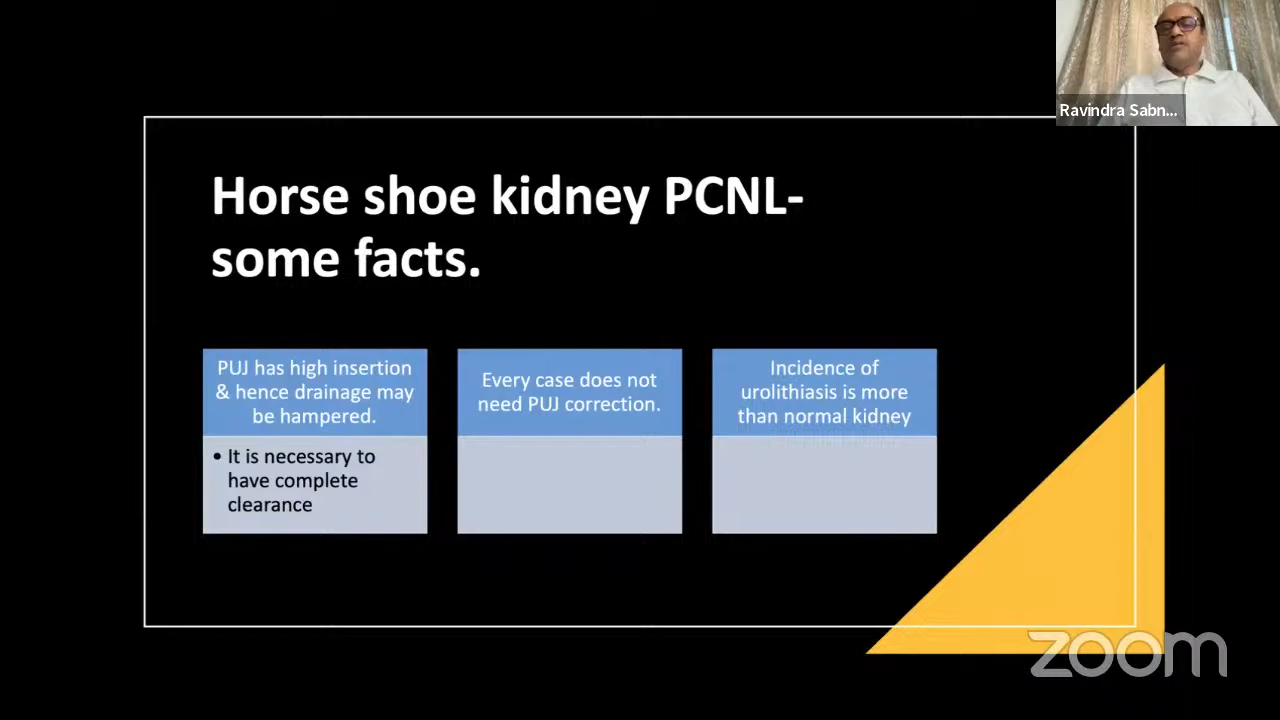 Ravindra Sabn...
Horse shoe kidney PCNL-
some facts.
PUJ has high insertion
& hence drainage may
be hampered.
• It is necessary to
have complete
clearance
Every case does not
need PUJ correction.
Incidence of
urolithiasis is more
than normal kidney
zoom